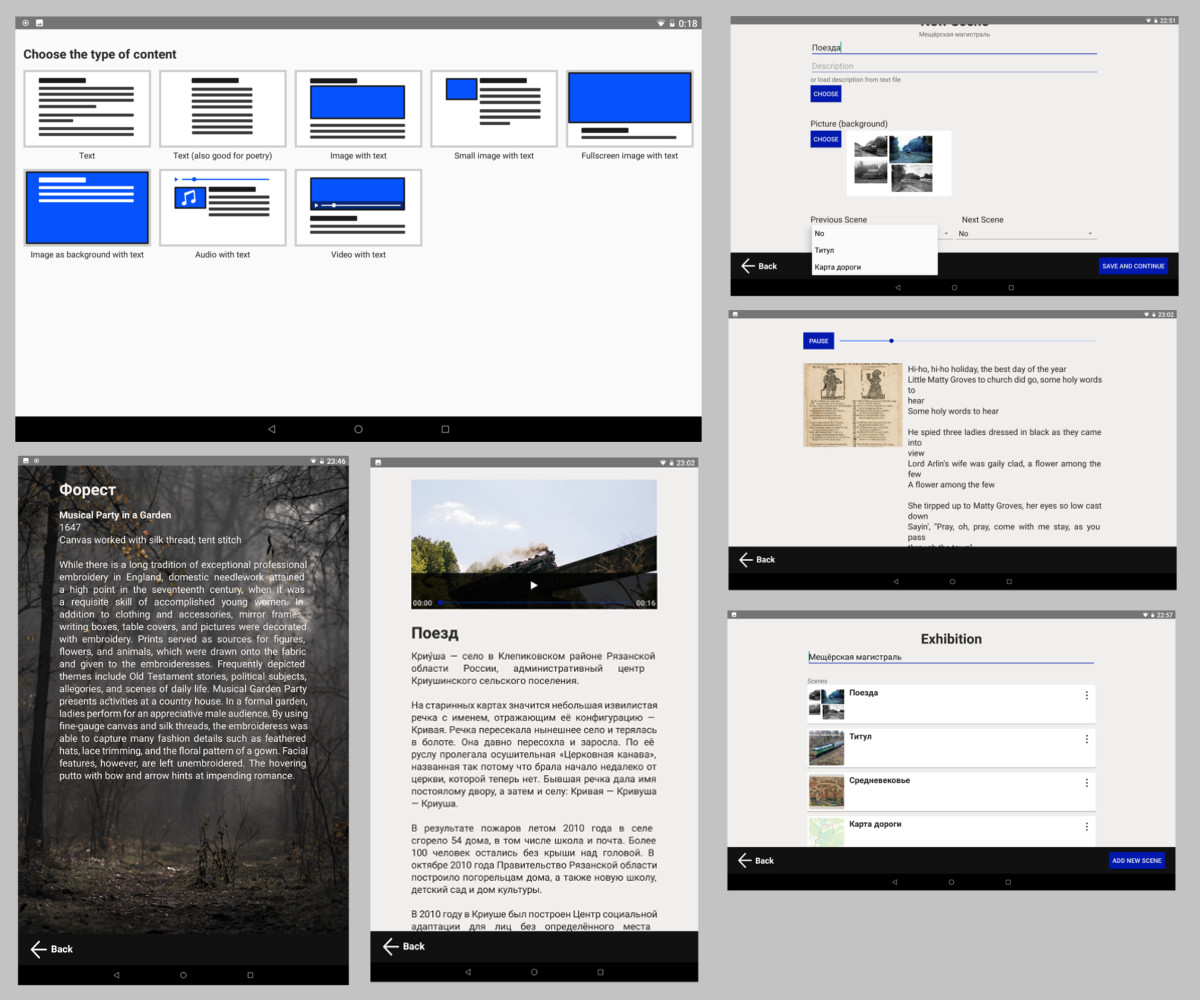 0:18
Choose the type of content
Text
Text (also good for poetry)
Image with text
Small image with text
Fullscreen image with text
Image as background with text
Audio with text
Video with text
22:51
Мещёрская магистраль
Поезда
Description
or load description from text file
CHOOSE
Picture (background)
CHOOSE
Previous Scene
Next Scene
No
Титул
Карта дороги
No
Back
SAVE AND CONTINUE
23:02
PAUSE
Hi-ho, hi-ho holiday, the best day of the year
Little Matty Groves to church did go, some holy words
to
hear
Some holy words to hear
He spied three ladies dressed in black as they came
into
view
Lord Arlin's wife was gaily clad, a flower among the
few
A flower among the few
She tirpped up to Matty Groves, her eyes so low cast
down
Sayin', "Pray, oh, pray, come with me stay, as you
pass
Back
23:46
Форест
Musical Party in a Garden
1647
Canvas worked with silk thread; tent stitch
While there is a long tradition of exceptional professional
embroidery in England, domestic needlework attained
a high point in the seventeenth century, when it was
a requisite skill of accomplished young women. In
addition to clothing and accessories, mirror frames,
writing boxes, table covers, and pictures were decorated
with embroidery. Prints served as sources for figures,
flowers, and animals, which were drawn onto the fabric
and given to the embroideresses. Frequently depicted
themes include Old Testament stories, political subjects,
allegories, and scenes of daily life. Musical Garden Party
presents activities at a country house. In a formal garden,
ladies perform for an appreciative male audience. By using
fine-gauge canvas and silk threads, the embroideress was
able to capture many fashion details such as feathered
hats, lace trimming, and the floral pattern of a gown. Facial
features, however, are left unembroidered. The hovering
putto with bow and arrow hints at impending romance.
Back
23:02
00:00
00:16
Поезд
Криуша — село в Клепиковском районе Рязанской
области России, административный центр
Криушинского сельского поселения.
На старинных картах значится небольшая извилистая
речка с именем, отражающим её конфигурацию —
Кривая. Речка пересекала нынешнее село и терялась
в болоте. Она давно пересохла и заросла. По её
руслу пролегала осушительная «Церковная канава»,
названная так потому что брала начало недалеко от
церкви, которой теперь нет. Бывшая речка дала имя
постоялому двору, а затем и селу: Кривая — Кривуша
— Криуша.
В результате пожаров летом 2010 года в селе
сгорело 54 дома, в том числе школа и почта. Более
100 человек остались без крыши над головой. В
октябре 2010 года Правительство Рязанской области
построило погорельцам дома, а также новую школу,
детский сад и дом культуры.
В 2010 году в Криуше был построен Центр социальной
адаптации для лиц без определённого места
Back
22:57
Exhibition
Мещёрская магистраль
Scenes
Поезда
Титул
Средневековье
Карта дороги
Back
ADD NEW SCENE